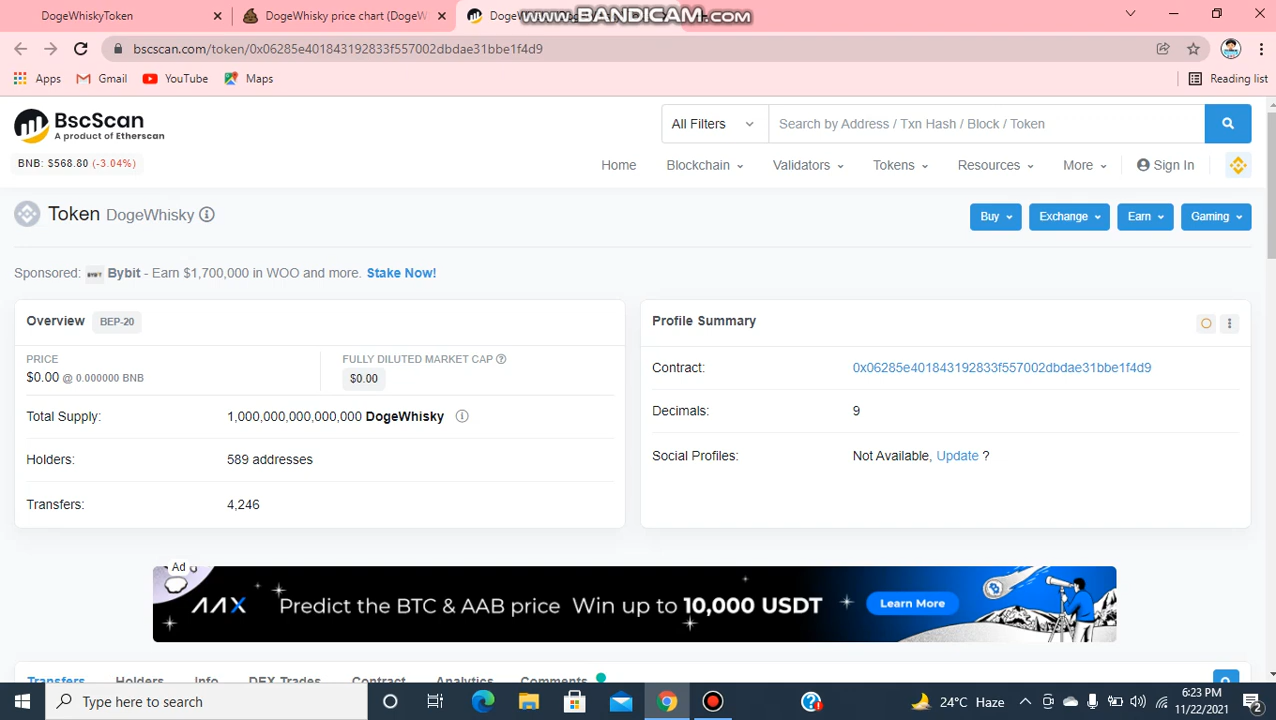 DogeWhiskyToken
DogeWhisky price chart (DogeW
www.BANDICAM.com
bscscan.com/token/0x06285e401843192833f557002dbdae31bbe1f4d9
Apps Gmail YouTube Maps Reading list
BscScan
A product of Etherscan
All Filters Search by Address / Txn Hash / Block / Token
BNB: $568.80 (-3.04%)
Home Blockchain Validators Tokens Resources More Sign In
Token DogeWhisky
Buy Exchange Earn Gaming
Sponsored: BYBIT Bybit - Earn $1,700,000 in WOO and more. Stake Now!
Overview BEP-20
PRICE
$0.00 @ 0.000000 BNB
FULLY DILUTED MARKET CAP
$0.00
Total Supply: 1,000,000,000,000,000 DogeWhisky
Holders: 589 addresses
Transfers: 4,246
Profile Summary
Contract: 0x06285e401843192833f557002dbdae31bbe1f4d9
Decimals: 9
Social Profiles: Not Available, Update ?
Ad
AAX Predict the BTC & AAB price Win up to 10,000 USDT Learn More
Transfers Holders Info DEX Trades Contract Analytics Comments
Type here to search
24°C Haze
6:23 PM
11/22/2021
2